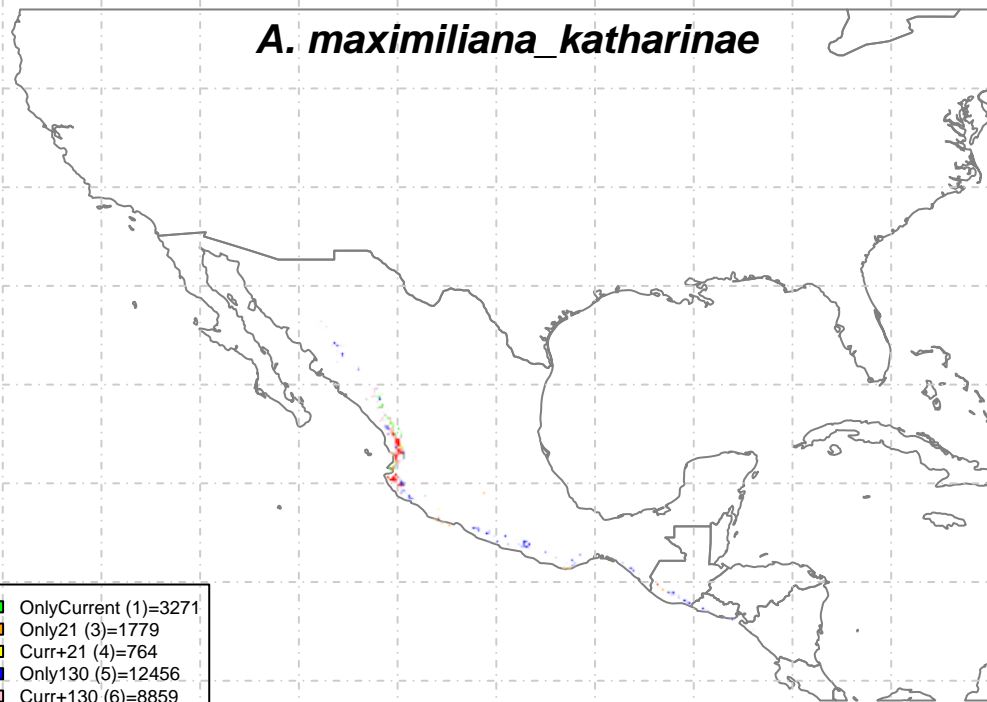 A. maximiliana_katharinae
OnlyCurrent (1)=3271
Only21 (3)=1779
Curr+21 (4)=764
Only130 (5)=12456
Curr+130 (6)=8859